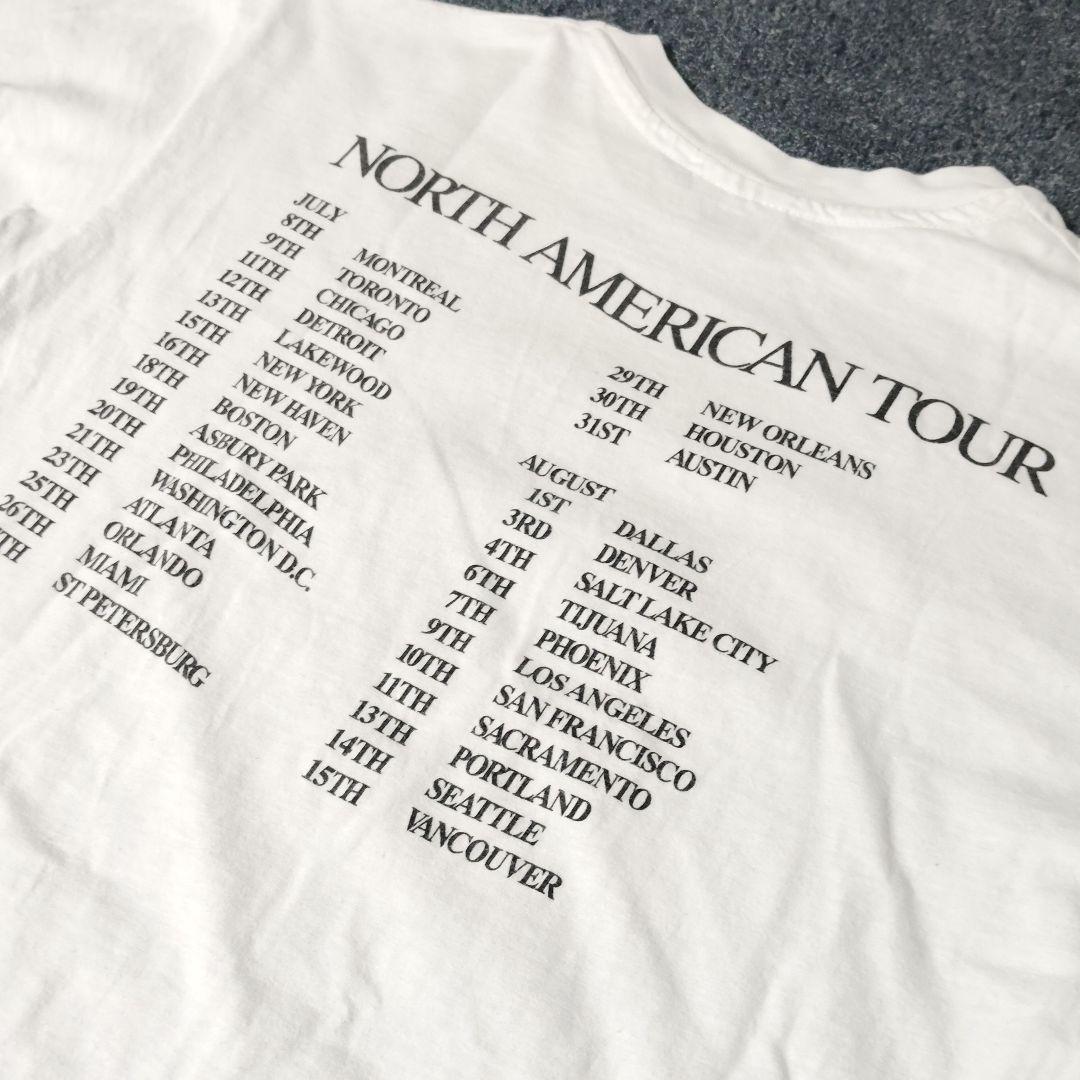 NORTH AMERICAN TOUR
JULY
8TH MONTREAL
9TH TORONTO
11TH CHICAGO
12TH DETROIT
13TH LAKEWOOD
15TH NEW YORK
16TH NEW HAVEN
18TH BOSTON
19TH ASBURY PARK
20TH PHILADELPHIA
21TH WASHINGTON D.C.
23TH ATLANTA
25TH ORLANDO
26TH MIAMI
ST PETERSBURG
29TH NEW ORLEANS
30TH HOUSTON
31ST AUSTIN
AUGUST
1ST DALLAS
3RD DENVER
4TH SALT LAKE CITY
6TH TIJUANA
7TH PHOENIX
9TH LOS ANGELES
10TH SAN FRANCISCO
11TH SACRAMENTO
13TH PORTLAND
14TH SEATTLE
15TH VANCOUVER